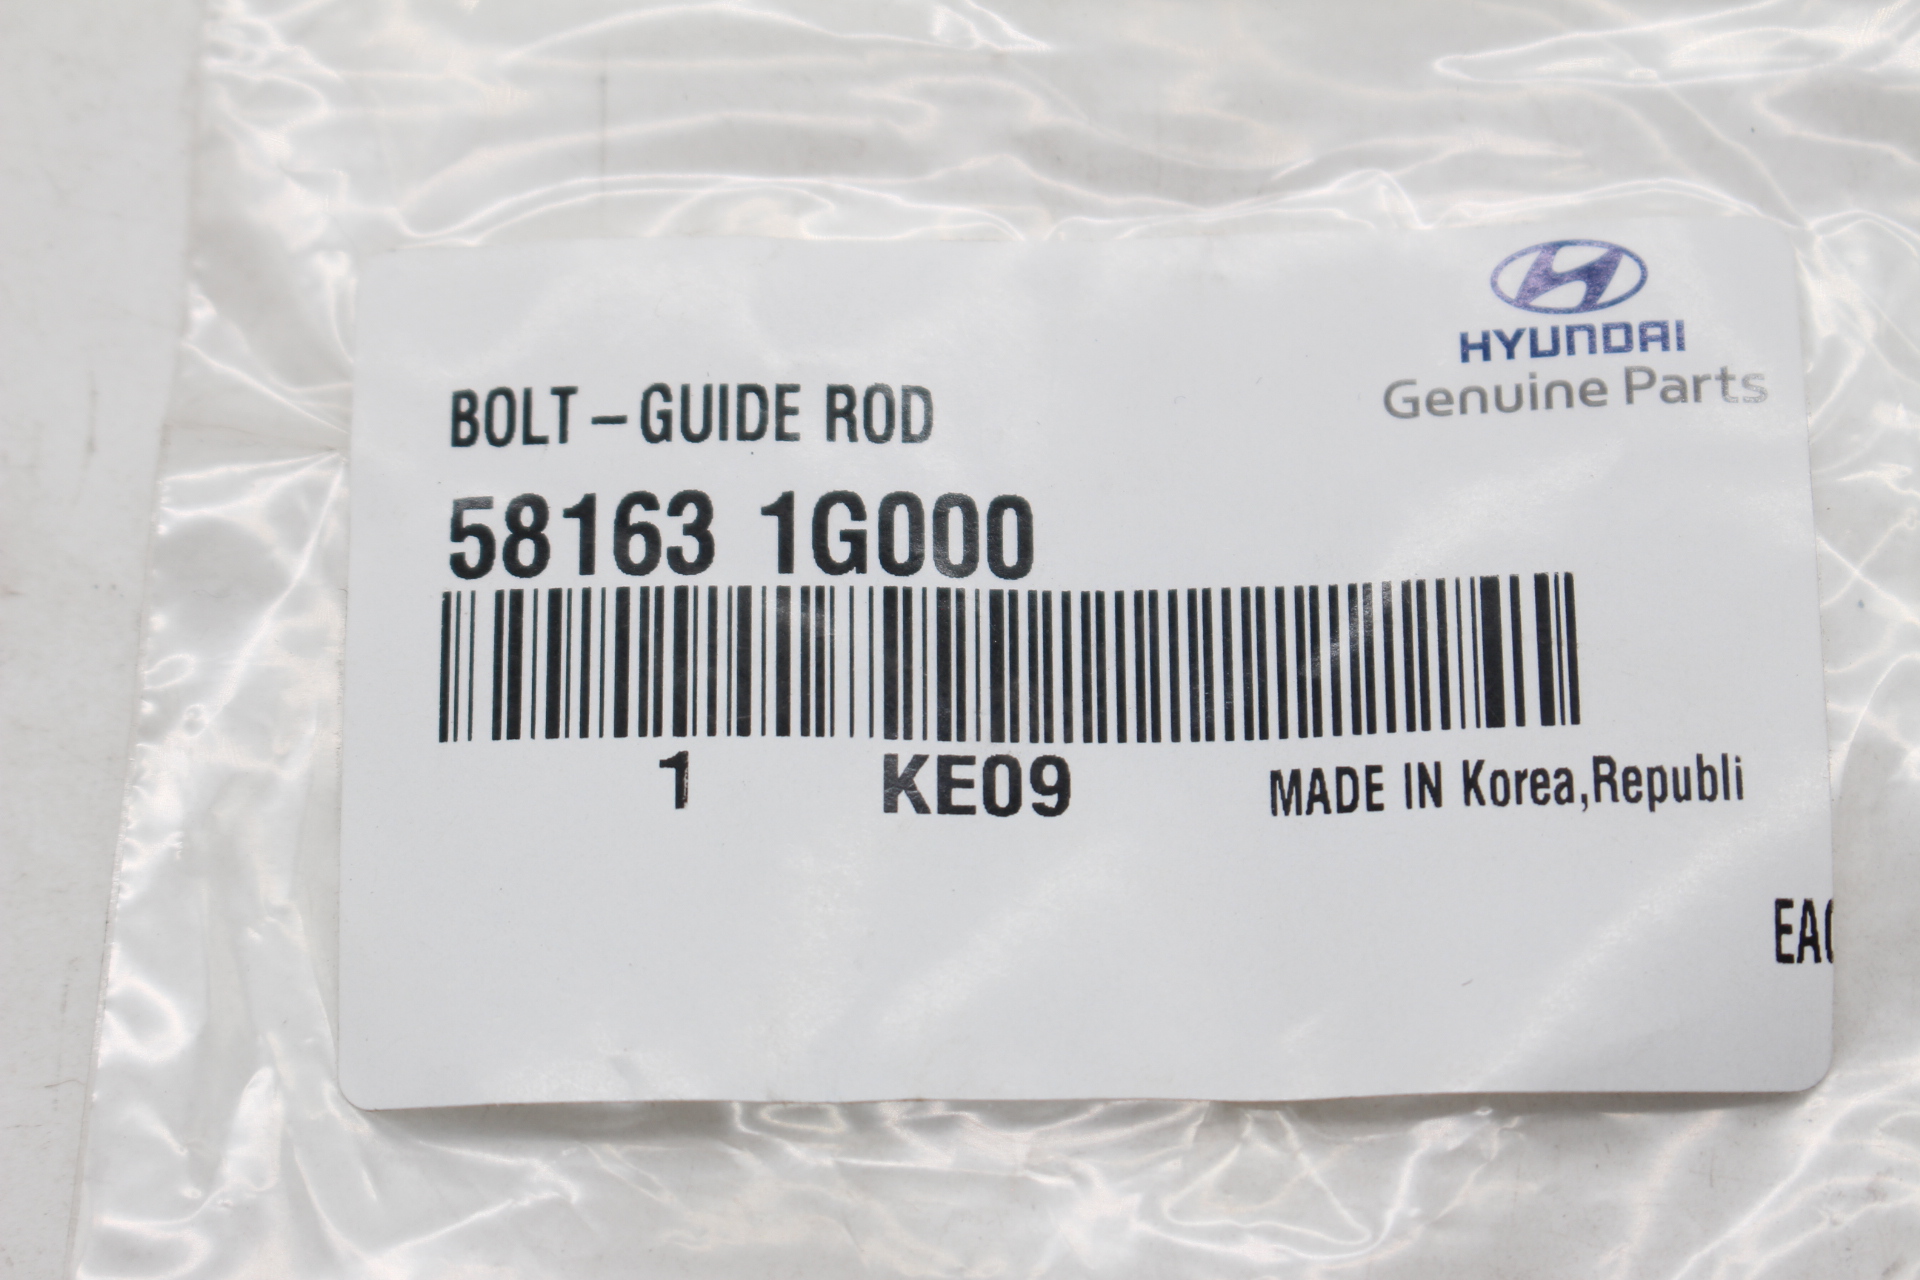 HYUNDAI
Genuine Parts
BOLT-GUIDE ROD
58163 1G000
1 KE09 MADE IN Korea,Republi